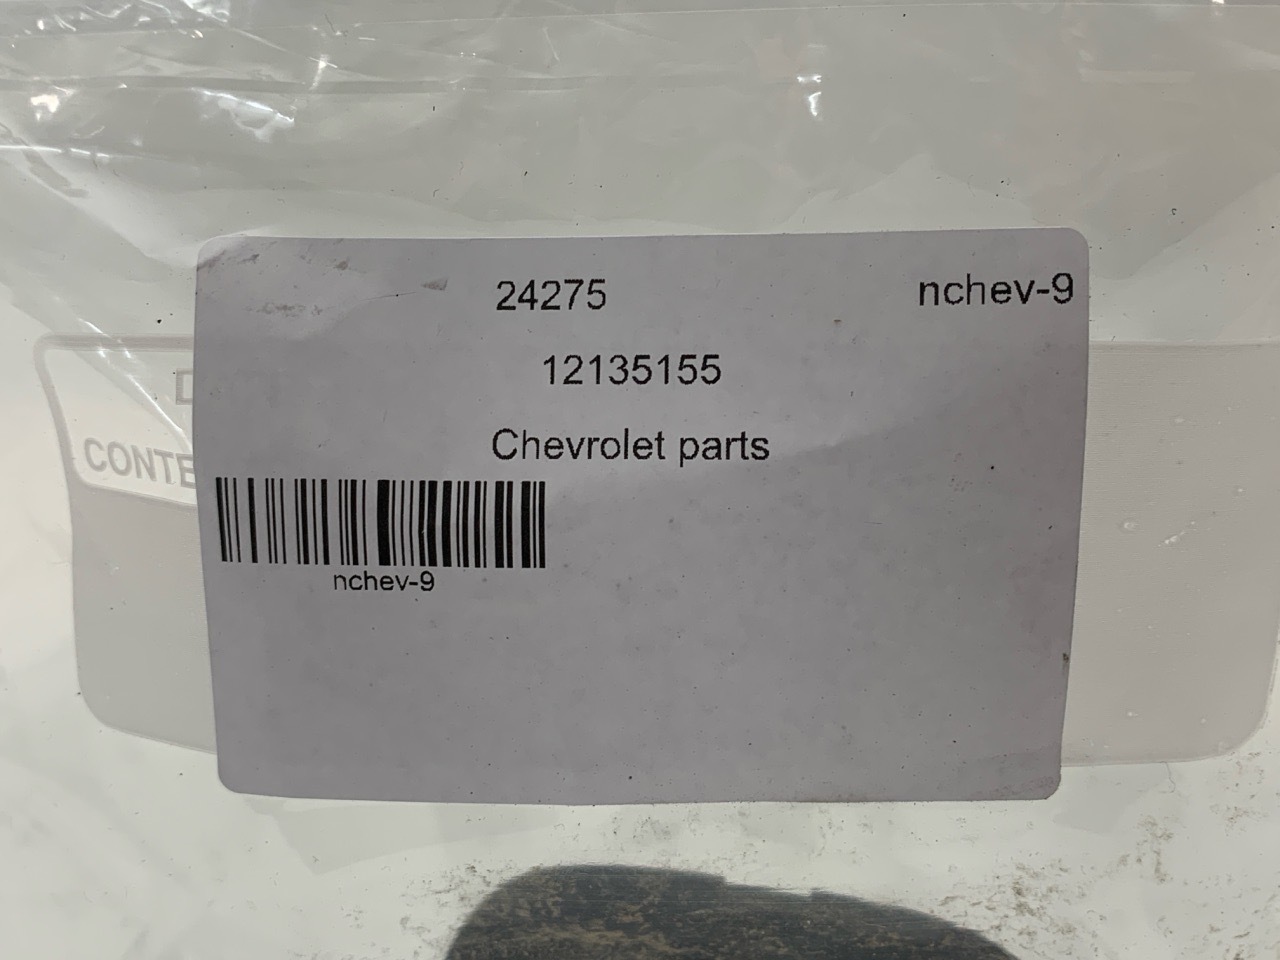 24275
nchev-9
12135155
Chevrolet parts
CONTE
nchev-9